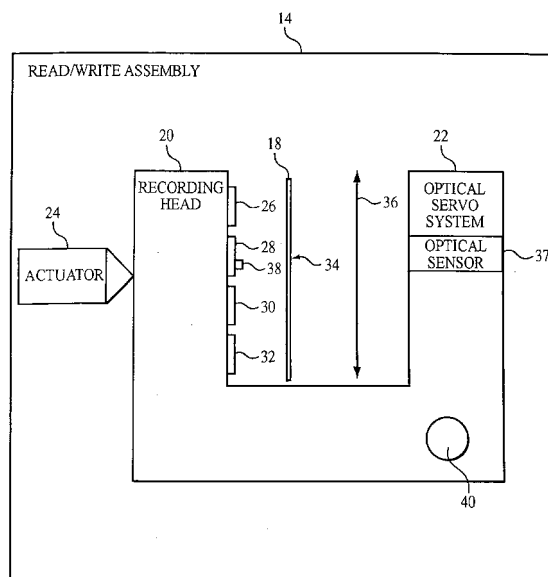 14
READ/WRITE ASSEMBLY
20
18
22
RECORDING
HEAD
26
36
OPTICAL
SERVO
SYSTEM
24
28
OPTICAL
SENSOR
37
ACTUATOR
38
34
30
32
40